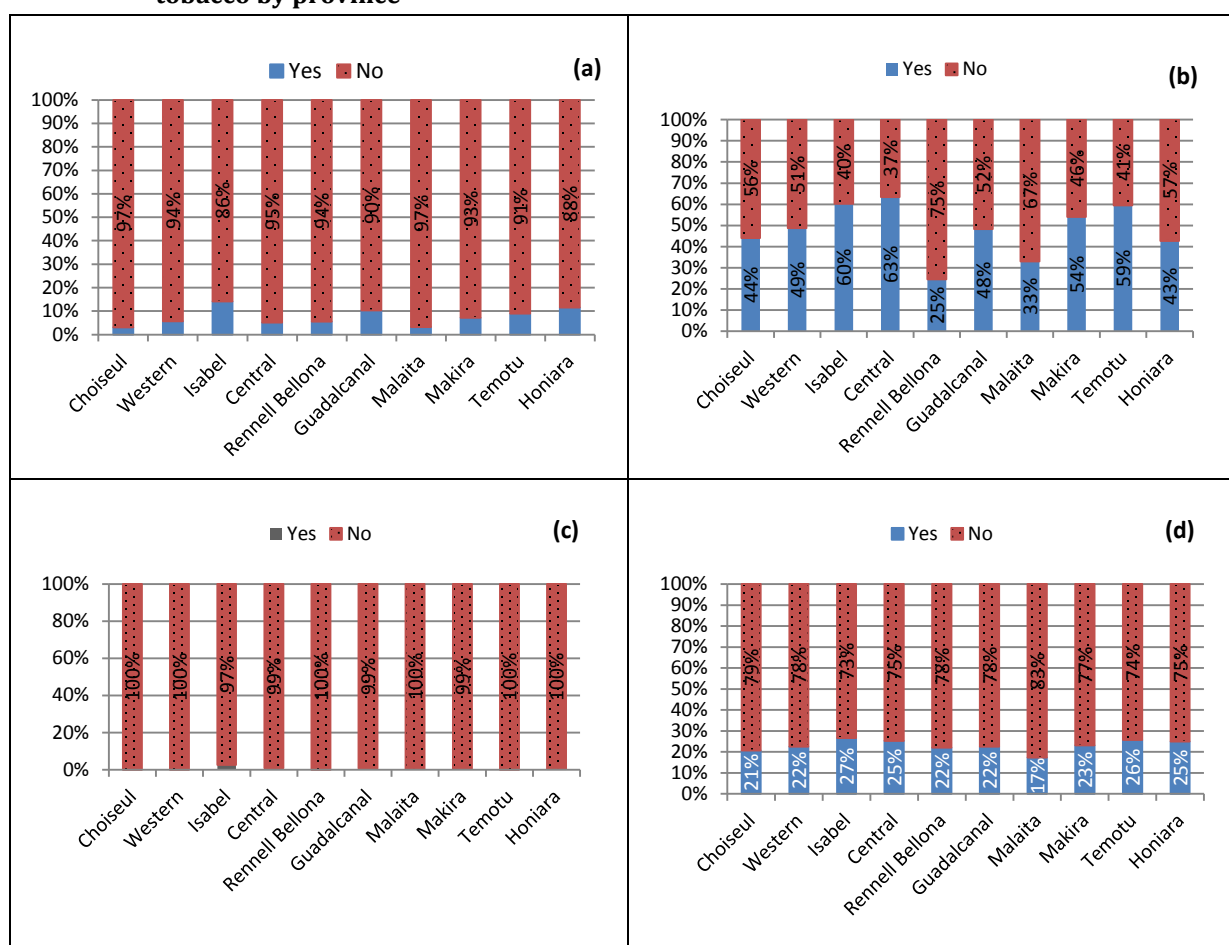 tobacco by province
Yes No (a)
100%
90%
80%
70%
60%
50%
40%
30%
20%
10%
0%
97% 94% 86% 95% 94% 90% 97% 93% 91% 88%
Choiseul Western Isabel Central Rennell Bellona Guadalcanal Malaita Makira Temotu Honiara
Yes No (b)
100%
90%
80%
70%
60%
50%
40%
30%
20%
10%
0%
56% 51% 40% 37% 75% 52% 67% 46% 41% 57%
44% 49% 60% 63% 25% 48% 33% 54% 59% 43%
Choiseul Western Isabel Central Rennell Bellona Guadalcanal Malaita Makira Temotu Honiara
Yes No (c)
100%
80%
60%
40%
20%
0%
100% 100% 97% 99% 100% 99% 100% 99% 100% 100%
Choiseul Western Isabel Central Rennell Bellona Guadalcanal Malaita Makira Temotu Honiara
Yes No (d)
100%
90%
80%
70%
60%
50%
40%
30%
20%
10%
0%
79% 78% 73% 75% 78% 78% 83% 77% 74% 75%
21% 22% 27% 25% 22% 22% 17% 23% 26% 25%
Choiseul Western Isabel Central Rennell Bellona Guadalcanal Malaita Makira Temotu Honiara